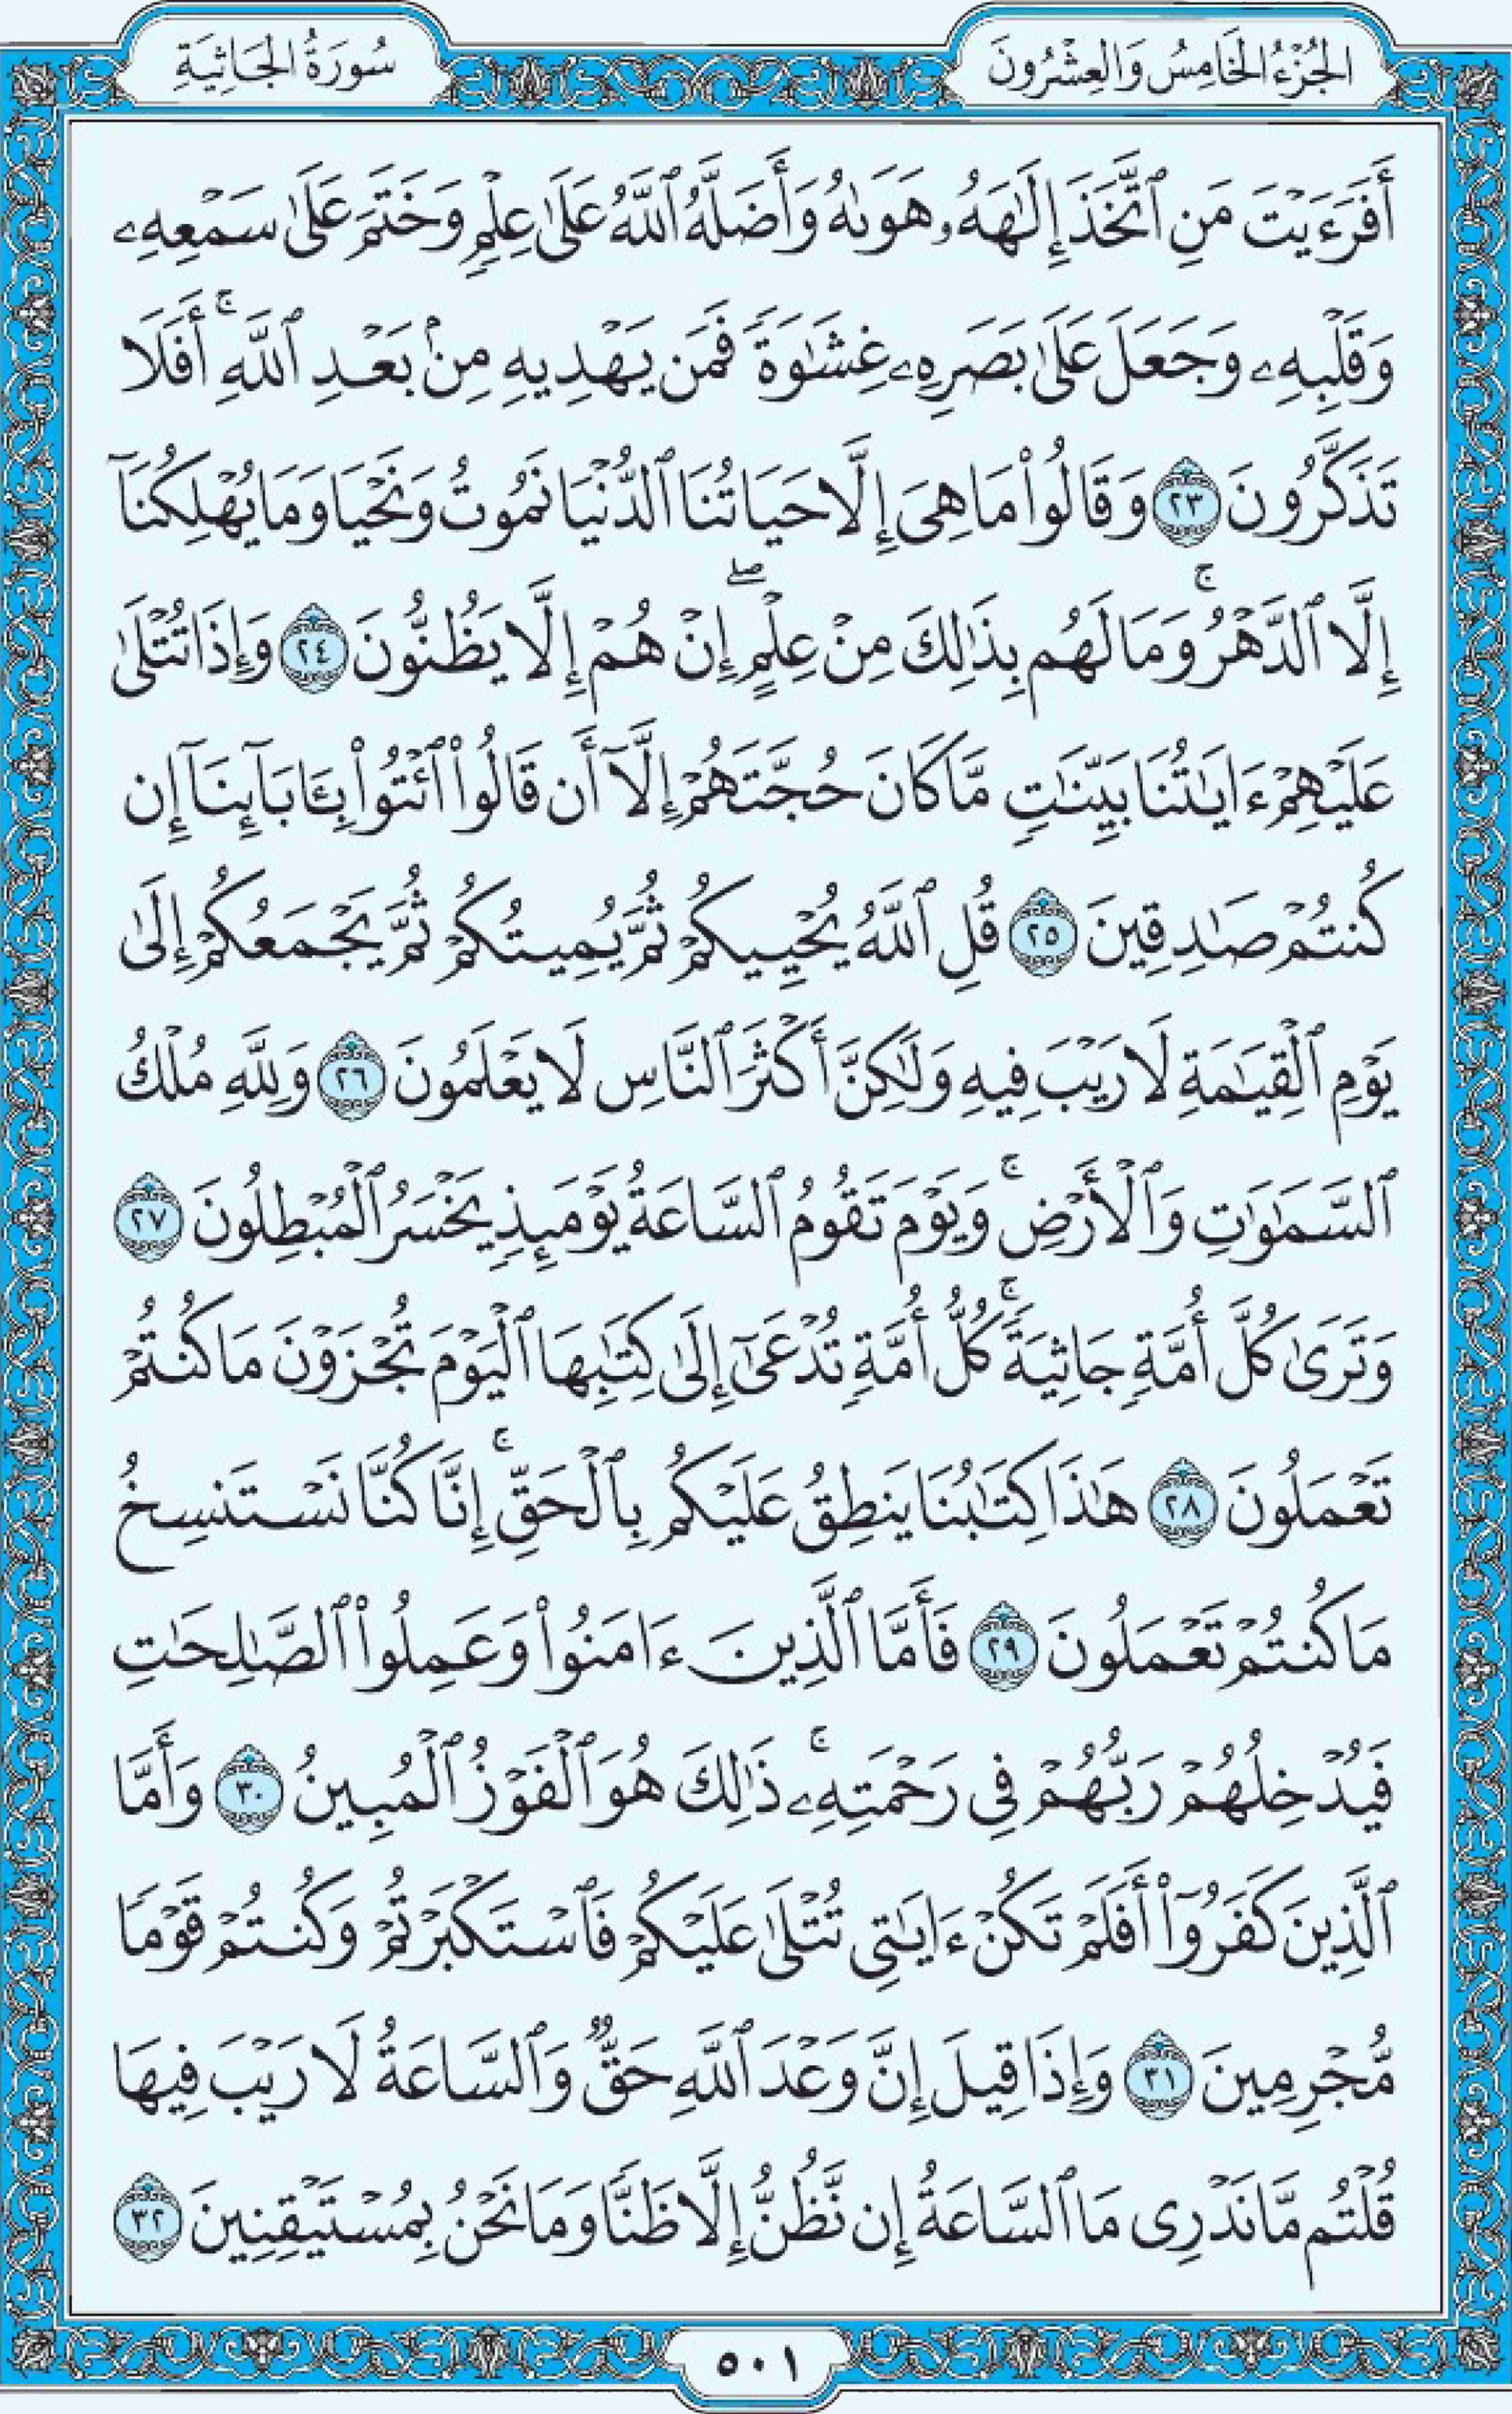 الجُزْءُ الخَامِسُ وَالعِشْرُونَ
سُورَةُ الجَاثِيَةِ
أَفَرَءَيْتَ مَنِ ٱتَّخَذَ إِلَٰهَهُۥ هَوَىٰهُ وَأَضَلَّهُ ٱللَّهُ عَلَىٰ عِلْمٖ وَخَتَمَ عَلَىٰ سَمْعِهِۦ
وَقَلْبِهِۦ وَجَعَلَ عَلَىٰ بَصَرِهِۦ غِشَٰوَةٗ فَمَن يَهْدِيهِ مِنۢ بَعْدِ ٱللَّهِۚ أَفَلَا
تَذَكَّرُونَ ٢٣ وَقَالُوا۟ مَا هِىَ إِلَّا حَيَاتُنَا ٱلدُّنْيَا نَمُوتُ وَنَحْيَا وَمَا يُهْلِكُنَآ
إِلَّا ٱلدَّهْرُۚ وَمَا لَهُم بِذَٰلِكَ مِنْ عِلْمٍۖ إِنْ هُمْ إِلَّا يَظُنُّونَ ٢٤ وَإِذَا تُتْلَىٰ
عَلَيْهِمْ ءَايَٰتُنَا بَيِّنَٰتٖ مَّا كَانَ حُجَّتَهُمْ إِلَّآ أَن قَالُوا۟ ٱئْتُوا۟ بِـَٔابَآئِنَآ إِن
كُنتُمْ صَٰدِقِينَ ٢٥ قُلِ ٱللَّهُ يُحْيِيكُمْ ثُمَّ يُمِيتُكُمْ ثُمَّ يَجْمَعُكُمْ إِلَىٰ
يَوْمِ ٱلْقِيَٰمَةِ لَا رَيْبَ فِيهِ وَلَٰكِنَّ أَكْثَرَ ٱلنَّاسِ لَا يَعْلَمُونَ ٢٦ وَلِلَّهِ مُلْكُ
ٱلسَّمَٰوَٰتِ وَٱلْأَرْضِۚ وَيَوْمَ تَقُومُ ٱلسَّاعَةُ يَوْمَئِذٖ يَخْسَرُ ٱلْمُبْطِلُونَ ٢٧
وَتَرَىٰ كُلَّ أُمَّةٖ جَاثِيَةٗۚ كُلُّ أُمَّةٖ تُدْعَىٰٓ إِلَىٰ كِتَٰبِهَا ٱلْيَوْمَ تُجْزَوْنَ مَا كُنتُمْ
تَعْمَلُونَ ٢٨ هَٰذَا كِتَٰبُنَا يَنطِقُ عَلَيْكُم بِٱلْحَقِّۚ إِنَّا كُنَّا نَسْتَنسِخُ
مَا كُنتُمْ تَعْمَلُونَ ٢٩ فَأَمَّا ٱلَّذِينَ ءَامَنُوا۟ وَعَمِلُوا۟ ٱلصَّٰلِحَٰتِ
فَيُدْخِلُهُمْ رَبُّهُمْ فِى رَحْمَتِهِۦۚ ذَٰلِكَ هُوَ ٱلْفَوْزُ ٱلْمُبِينُ ٣٠ وَأَمَّا
ٱلَّذِينَ كَفَرُوٓا۟ أَفَلَمْ تَكُنْ ءَايَٰتِى تُتْلَىٰ عَلَيْكُمْ فَٱسْتَكْبَرْتُمْ وَكُنتُمْ قَوْمٗا
مُّجْرِمِينَ ٣١ وَإِذَا قِيلَ إِنَّ وَعْدَ ٱللَّهِ حَقّٞ وَٱلسَّاعَةُ لَا رَيْبَ فِيهَا
قُلْتُم مَّا نَدْرِى مَا ٱلسَّاعَةُ إِن نَّظُنُّ إِلَّا ظَنّٗا وَمَا نَحْنُ بِمُسْتَيْقِنِينَ ٣٢
٥٠١